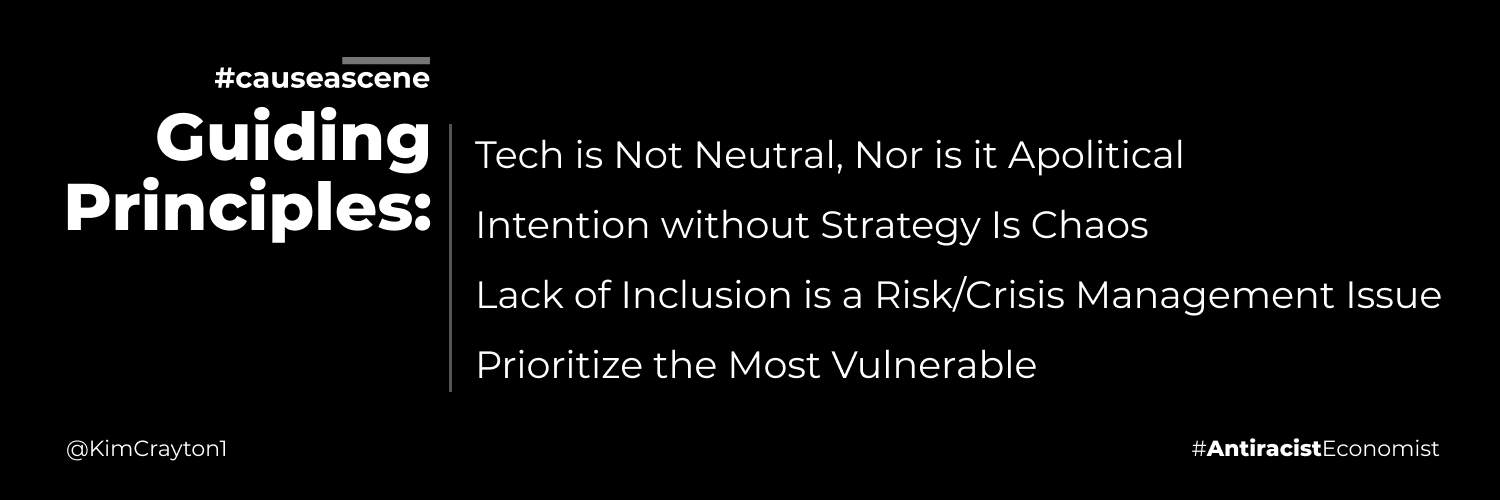 #causeascene
Guiding
Principles:
Tech is Not Neutral, Nor is it Apolitical
Intention without Strategy Is Chaos
Lack of Inclusion is a Risk/Crisis Management Issue
Prioritize the Most Vulnerable
@KimCrayton1
#AntiracistEconomist